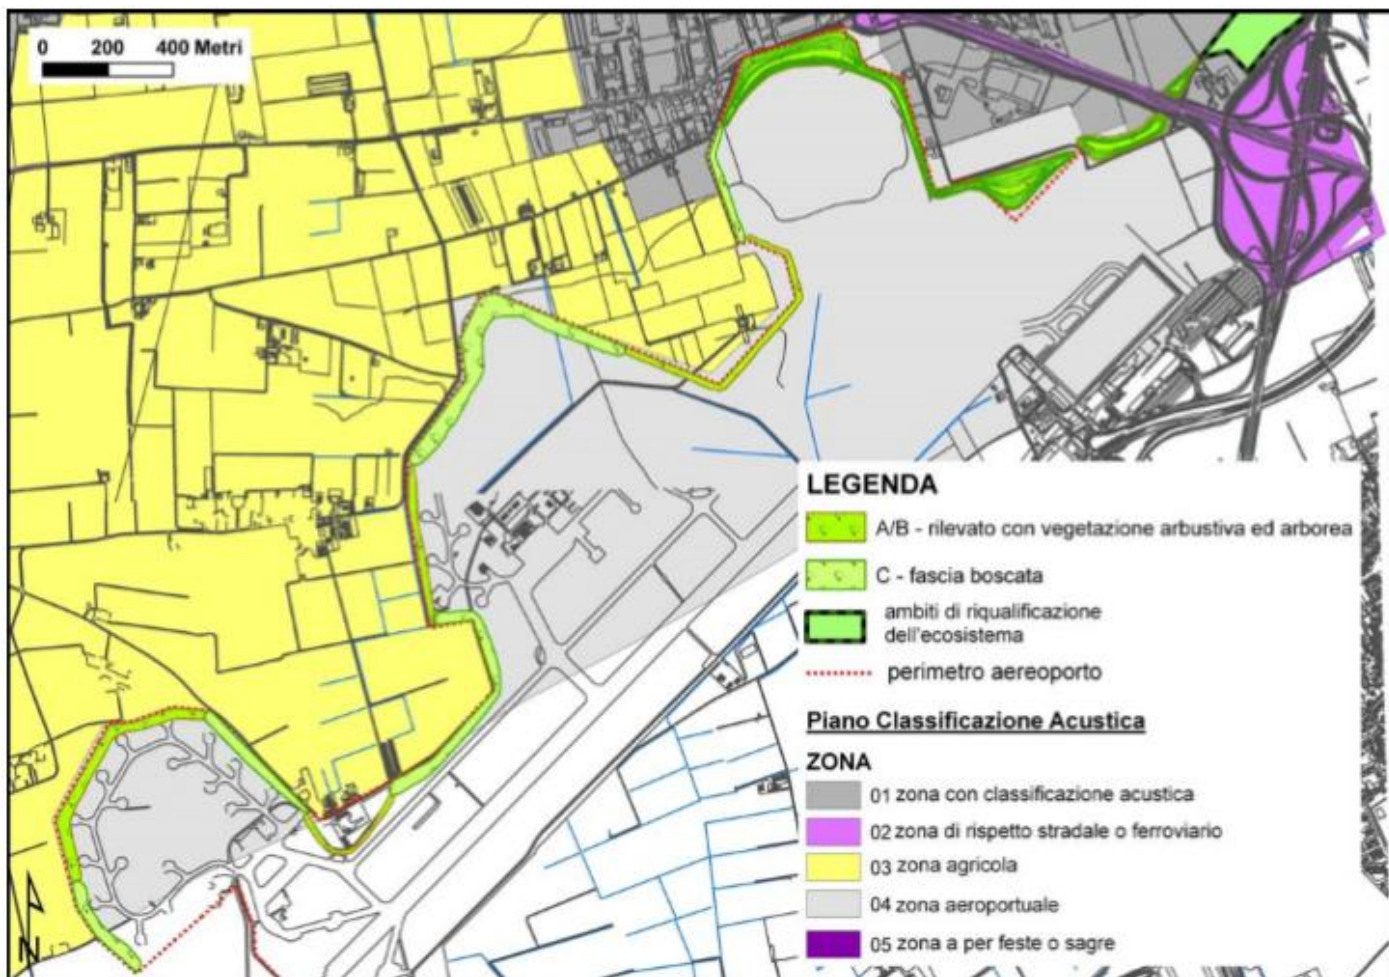 0 200 400 Metri
N
LEGENDA
A/B - rilevato con vegetazione arbustiva ed arborea
C - fascia boscata
ambiti di riqualificazione
dell'ecosistema
perimetro aereoporto
Piano Classificazione Acustica
ZONA
01 zona con classificazione acustica
02 zona di rispetto stradale o ferroviario
03 zona agricola
04 zona aeroportuale
05 zona a per feste o sagre